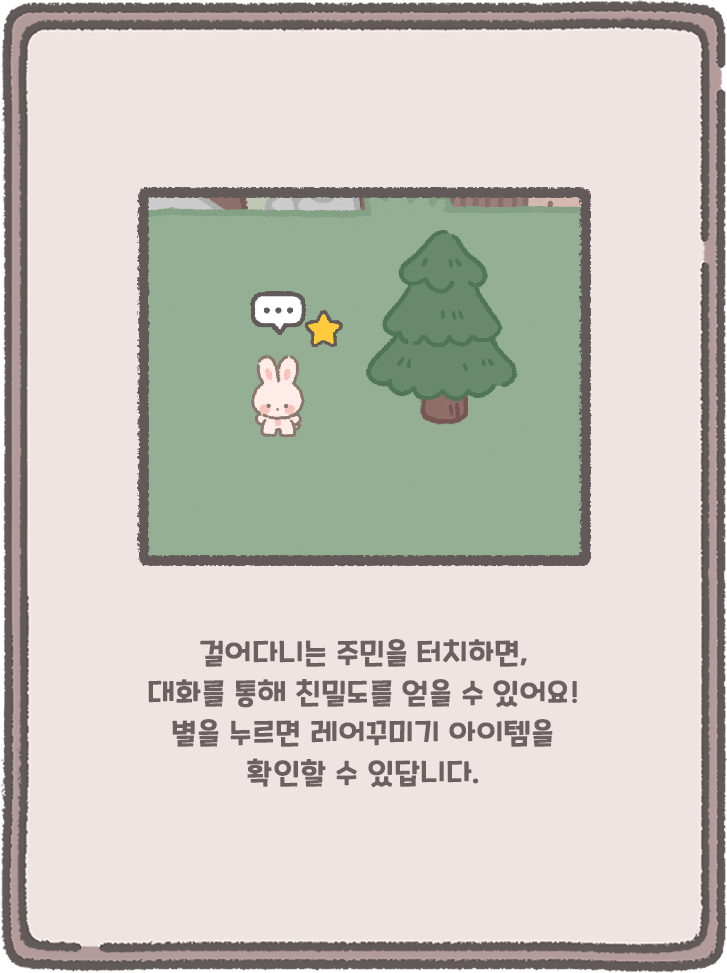 걸어다니는 주민을 터치하면,
대화를 통해 친밀도를 얻을 수 있어요!
별을 누르면 레어꾸미기 아이템을
확인할 수 있답니다.